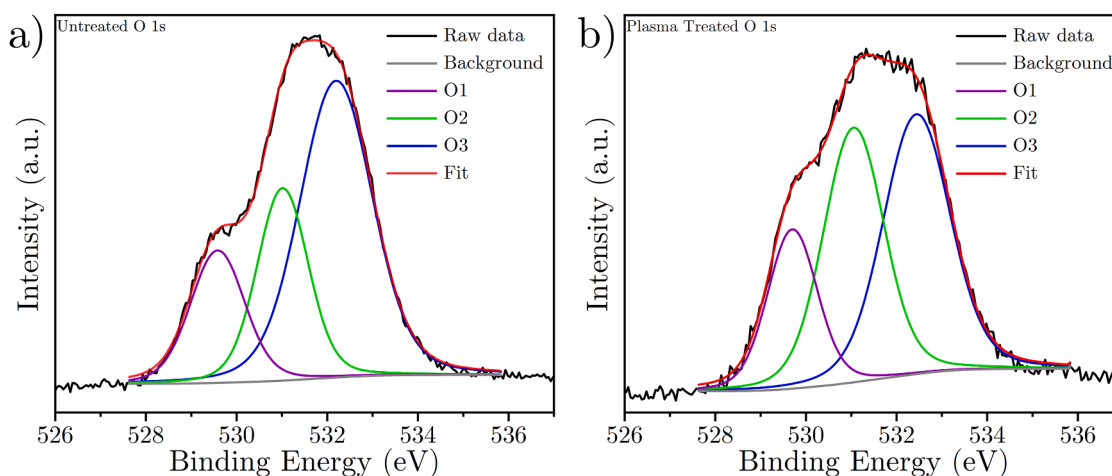 a)
Untreated O 1s
Raw data
Background
O1
O2
O3
Fit
Intensity (a.u.)
526 528 530 532 534 536
Binding Energy (eV)
b)
Plasma Treated O 1s
Raw data
Background
O1
O2
O3
Fit
Intensity (a.u.)
526 528 530 532 534 536
Binding Energy (eV)